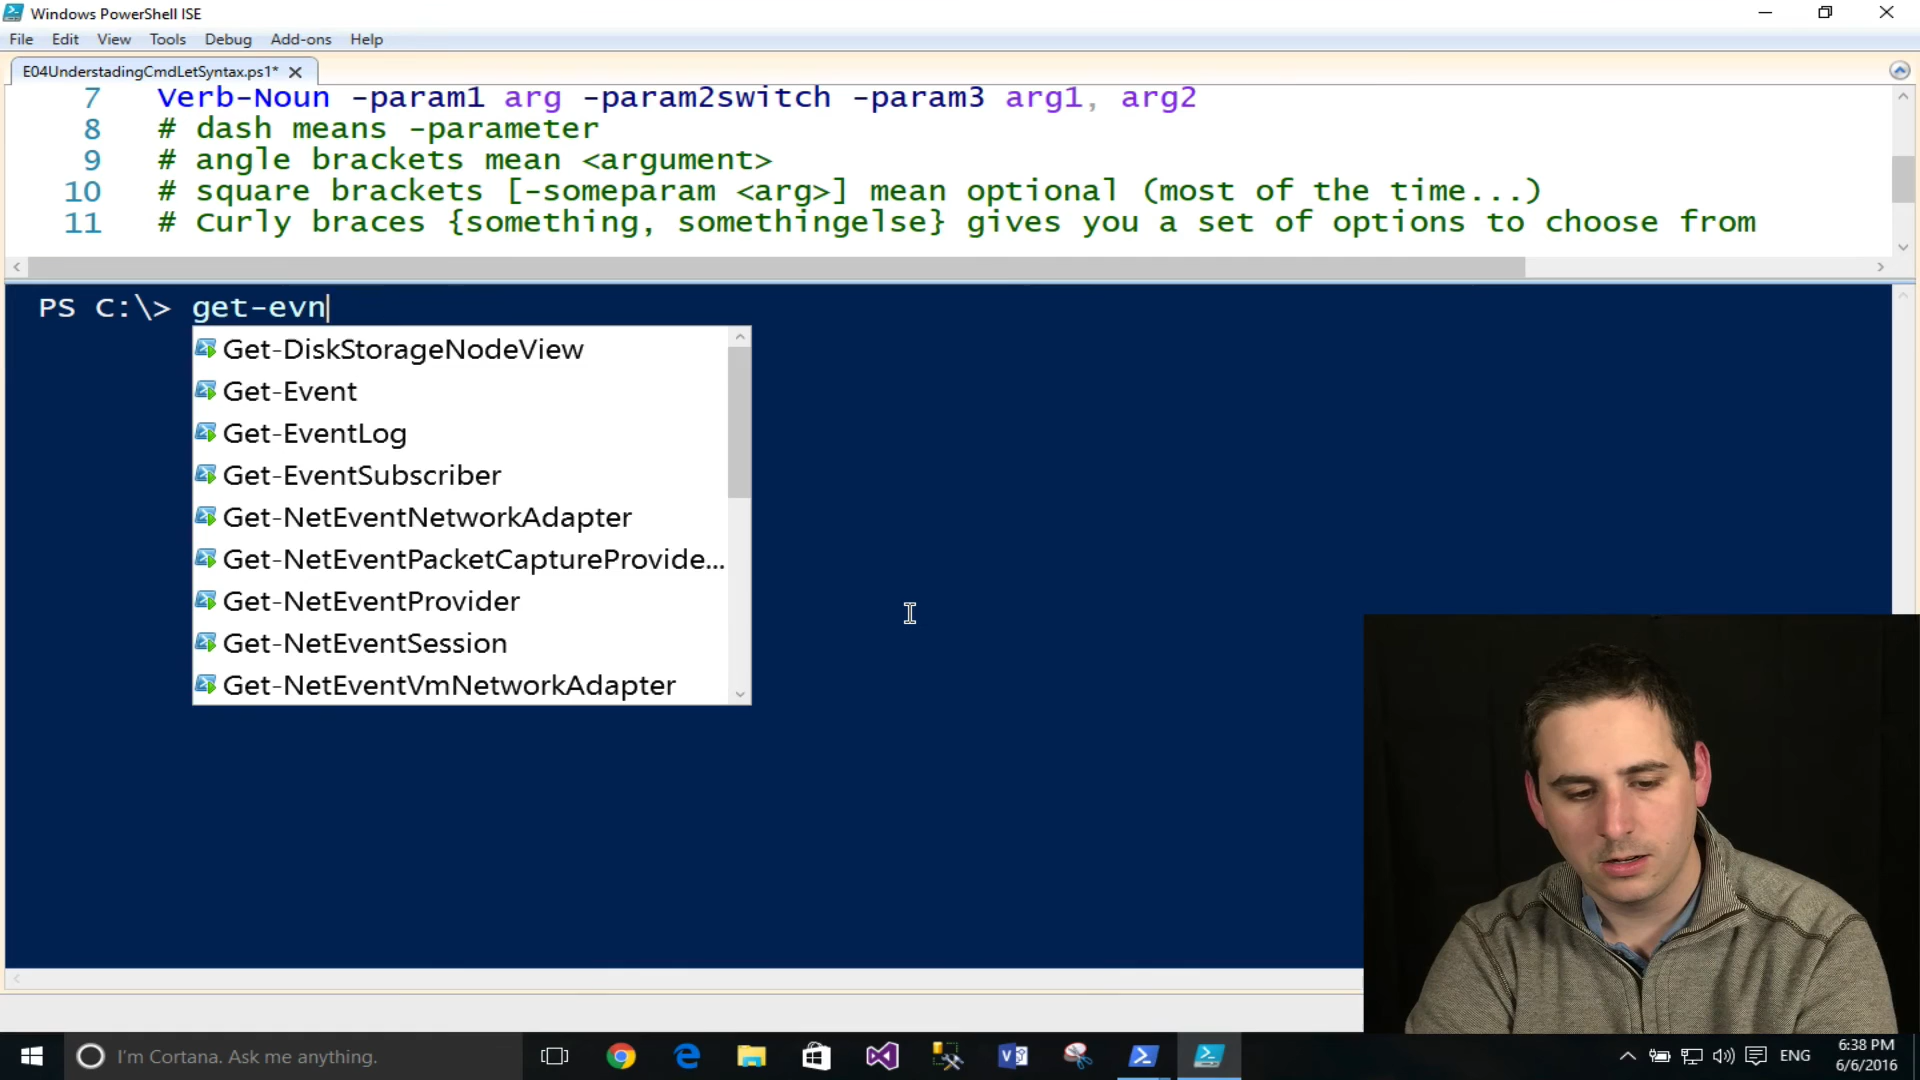 Windows PowerShell ISE
File Edit View Tools Debug Add-ons Help
E04UnderstadingCmdLetSyntax.ps1*
7 Verb-Noun -param1 arg -param2switch -param3 arg1, arg2
8 # dash means -parameter
9 # angle brackets mean <argument>
10 # square brackets [-someparam <arg>] mean optional (most of the time...)
11 # Curly braces {something, somethingelse} gives you a set of options to choose from
PS C:\> get-evn
Get-DiskStorageNodeView
Get-Event
Get-EventLog
Get-EventSubscriber
Get-NetEventNetworkAdapter
Get-NetEventPacketCaptureProvide...
Get-NetEventProvider
Get-NetEventSession
Get-NetEventVmNetworkAdapter
I'm Cortana. Ask me anything.
ENG
6:38 PM
6/6/2016